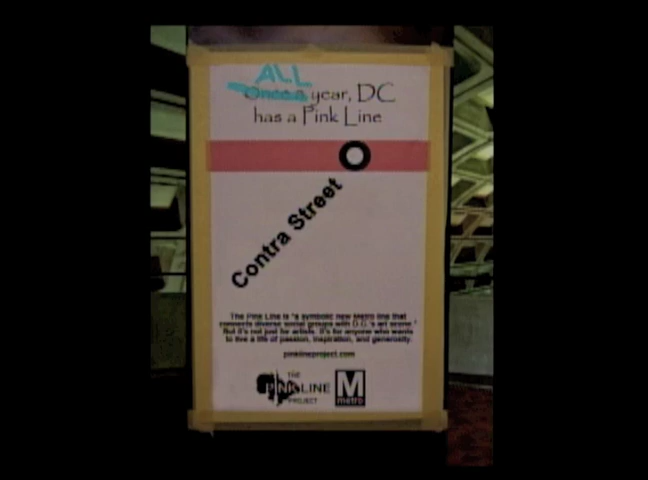 ALL
Once a year, DC
has a Pink Line
Contra Street
The Pink Line is "a symbolic new Metro line that
connects diverse social groups with D.C.'s art scene."
But it's not just for artists. It's for anyone who wants
to live a life of passion, inspiration, and generosity.
pinklineproject.com
THE
PINK LINE
PROJECT
M
metro